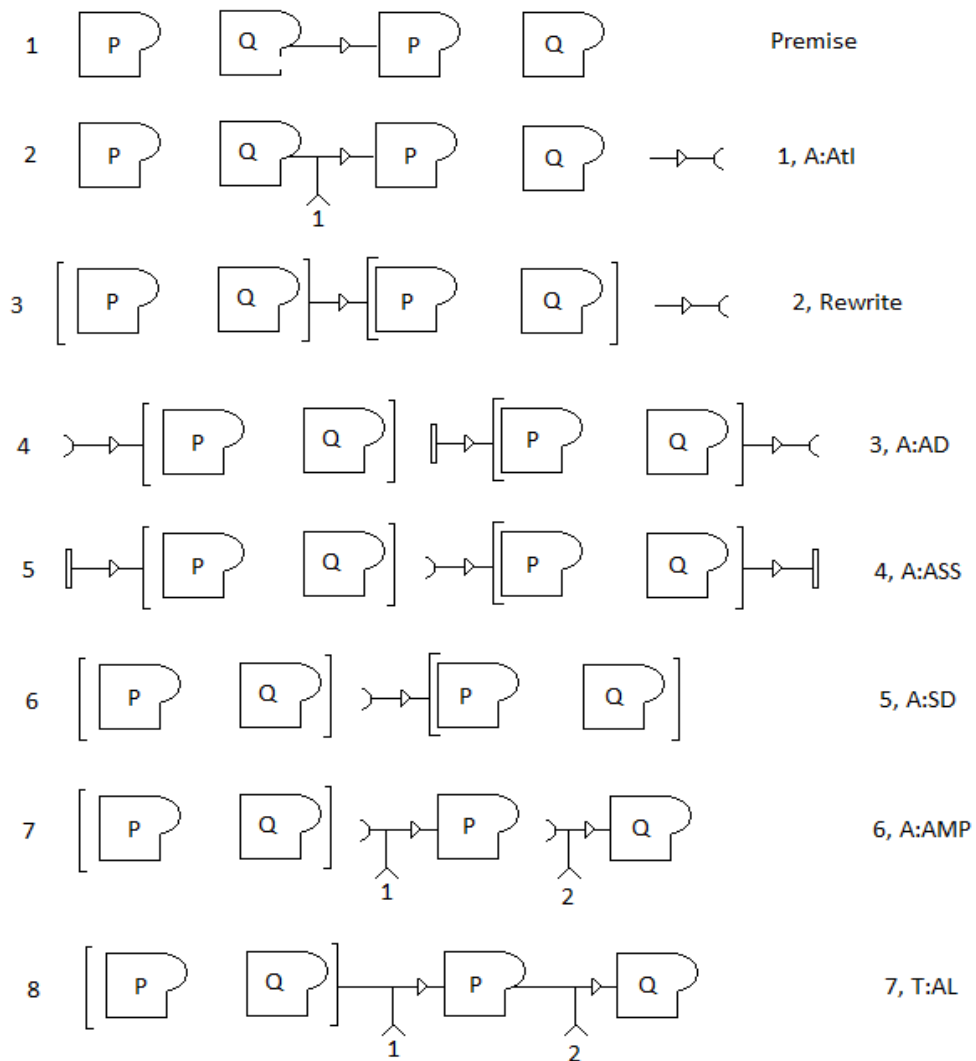 1 P Q P Q Premise
2 P Q P Q 1, A:AtI
1
3 P Q P Q 2, Rewrite
4 P Q P Q 3, A:AD
5 P Q P Q 4, A:ASS
6 P Q P Q 5, A:SD
7 P Q P Q 6, A:AMP
1 2
8 P Q P Q 7, T:AL
1 2